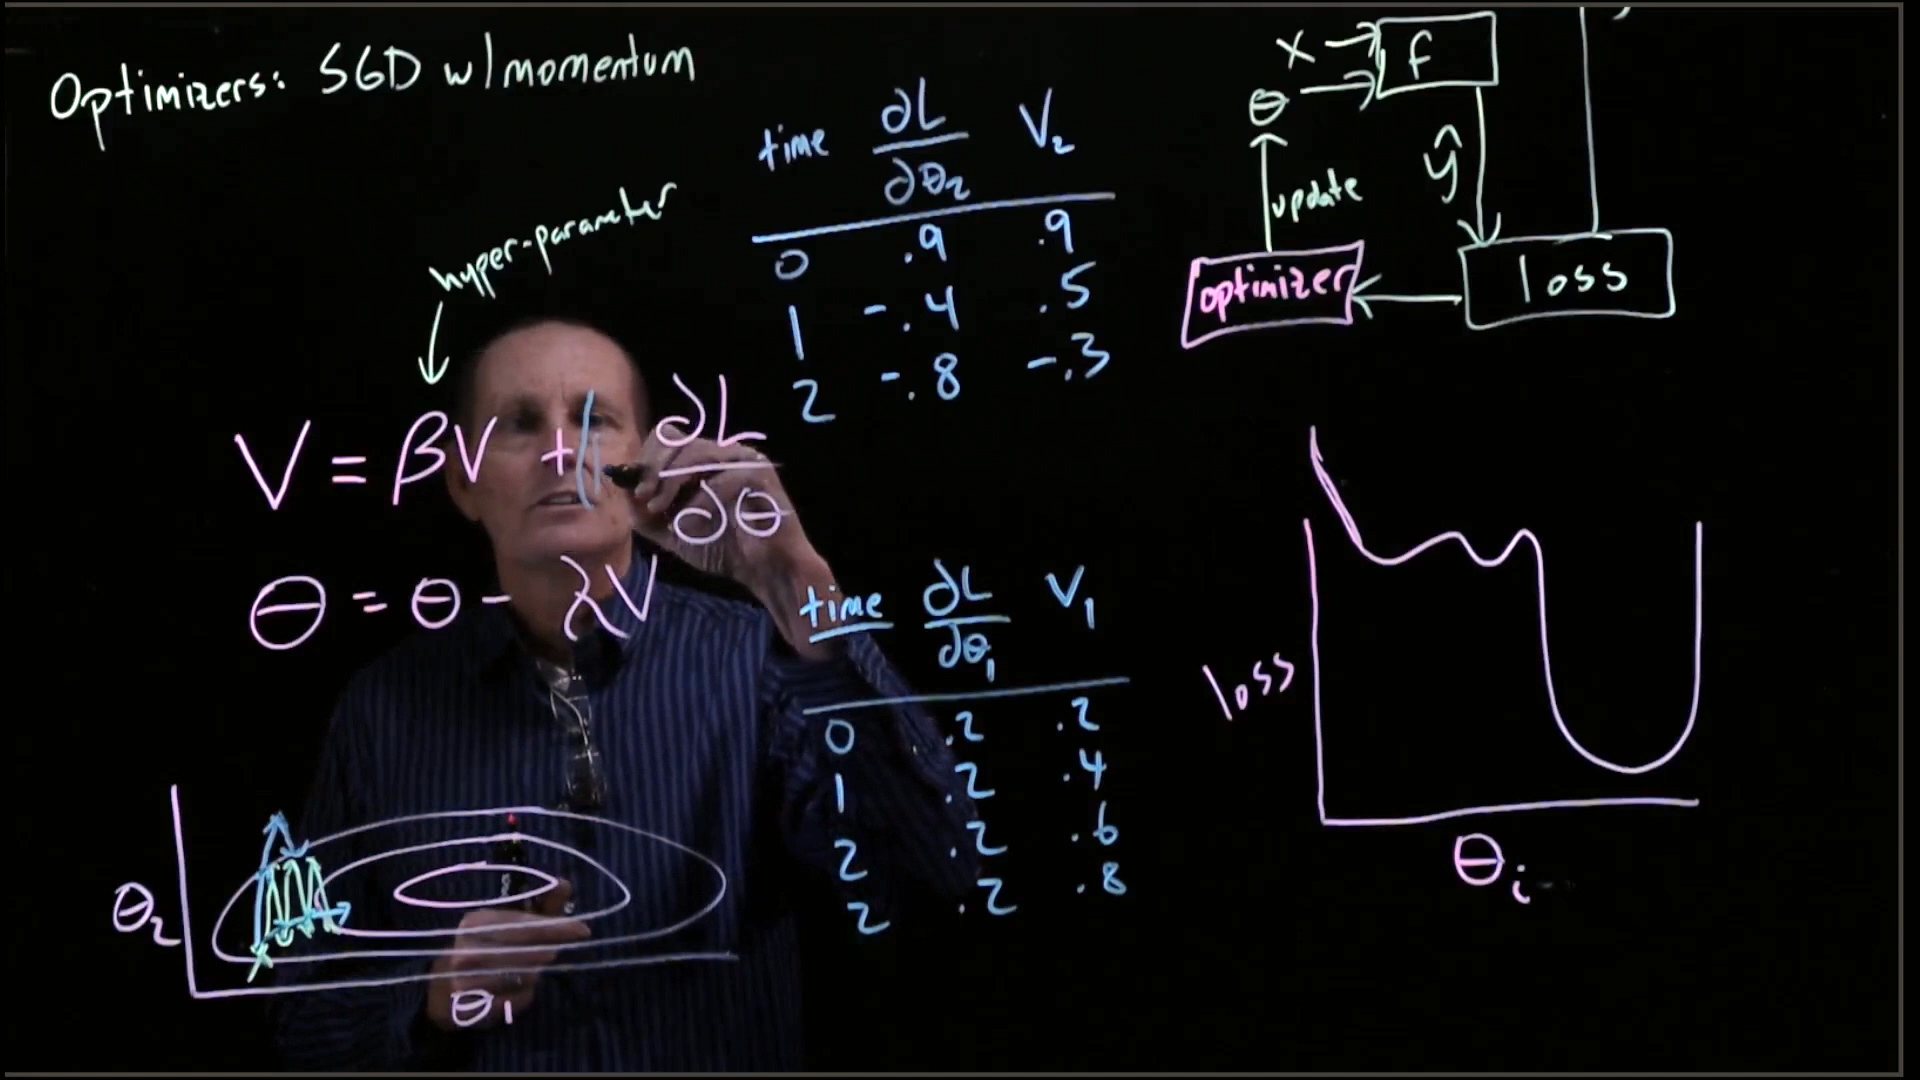 Optimizers: SGD w/momentum
hyper-parameter
V = βV + ( ∂L/∂θ
θ = θ - λV
time ∂L/∂θ₂ V₂
0 .9 .9
1 -.4 .5
2 -.8 -.3
time ∂L/∂θ₁ V₁
0 .2 .2
1 .2 .4
2 .2 .6
2 .2 .8
θ₂
θ₁
x
f
θ
ŷ
update
optimizer
loss
loss
θi